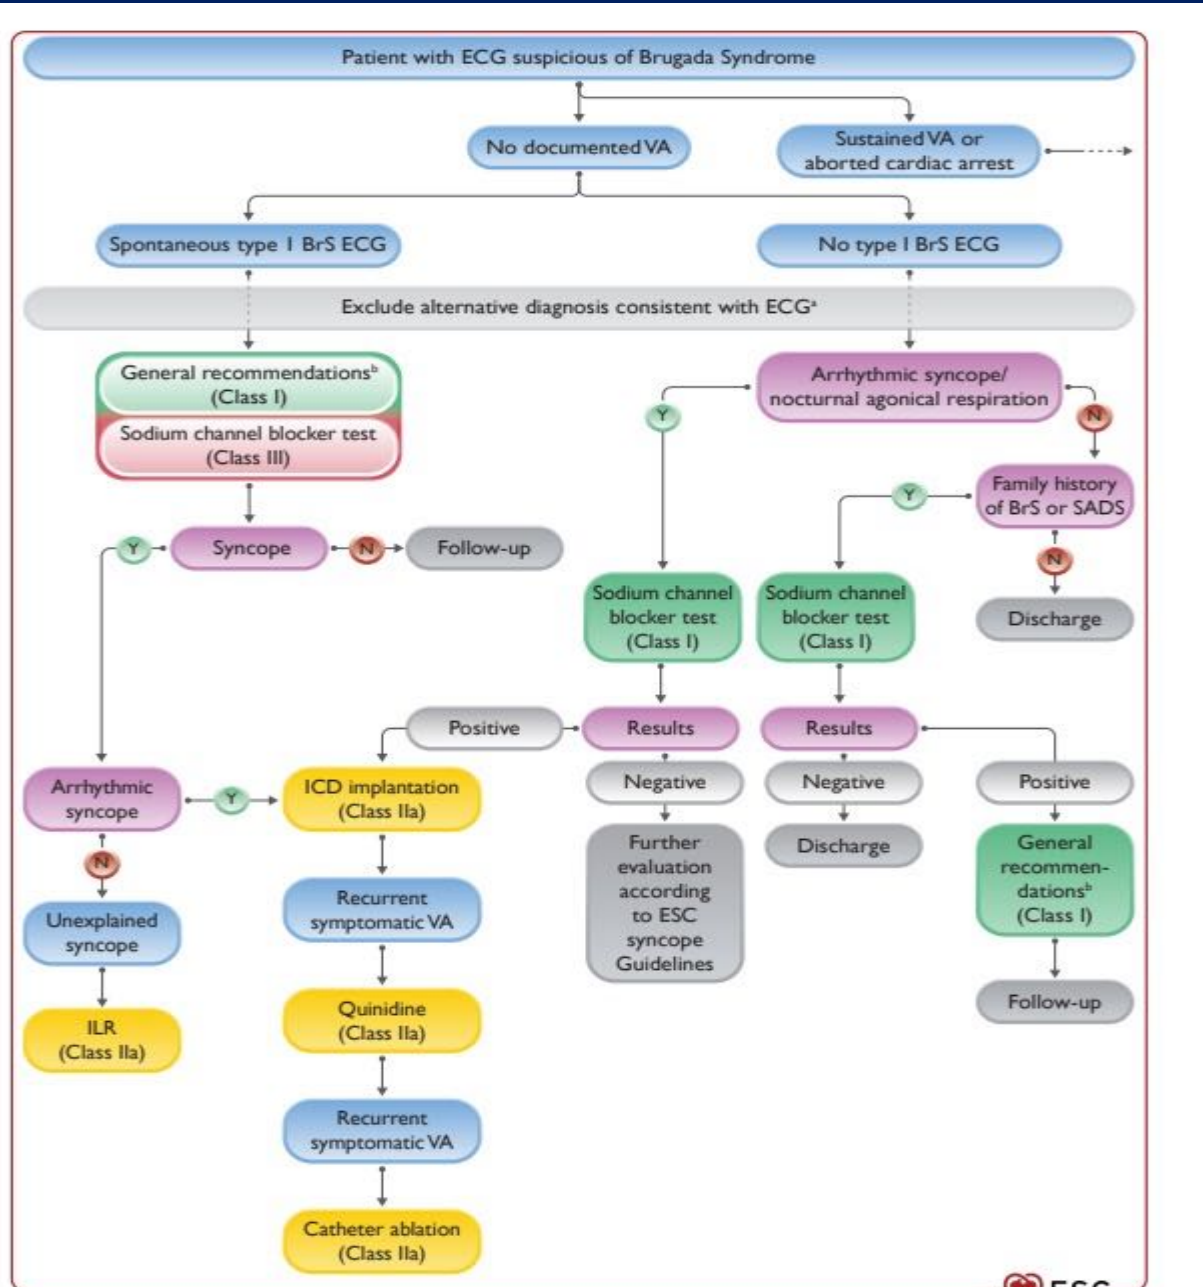 Patient with ECG suspicious of Brugada Syndrome
No documented VA
Sustained VA or
aborted cardiac arrest
Spontaneous type 1 BrS ECG
No type I BrS ECG
Exclude alternative diagnosis consistent with ECGᵃ
General recommendationsᵇ
(Class I)
Sodium channel blocker test
(Class III)
Arrhythmic syncope/
nocturnal agonical respiration
Y
N
Family history
of BrS or SADS
Y
N
Discharge
Y
Syncope
N
Follow-up
Sodium channel
blocker test
(Class I)
Sodium channel
blocker test
(Class I)
Positive
Results
Results
Negative
Negative
Positive
Arrhythmic
syncope
Y
ICD implantation
(Class IIa)
Further
evaluation
according
to ESC
syncope
Guidelines
Discharge
General
recommen-
dationsᵇ
(Class I)
N
Unexplained
syncope
Recurrent
symptomatic VA
Follow-up
ILR
(Class IIa)
Quinidine
(Class IIa)
Recurrent
symptomatic VA
Catheter ablation
(Class IIa)